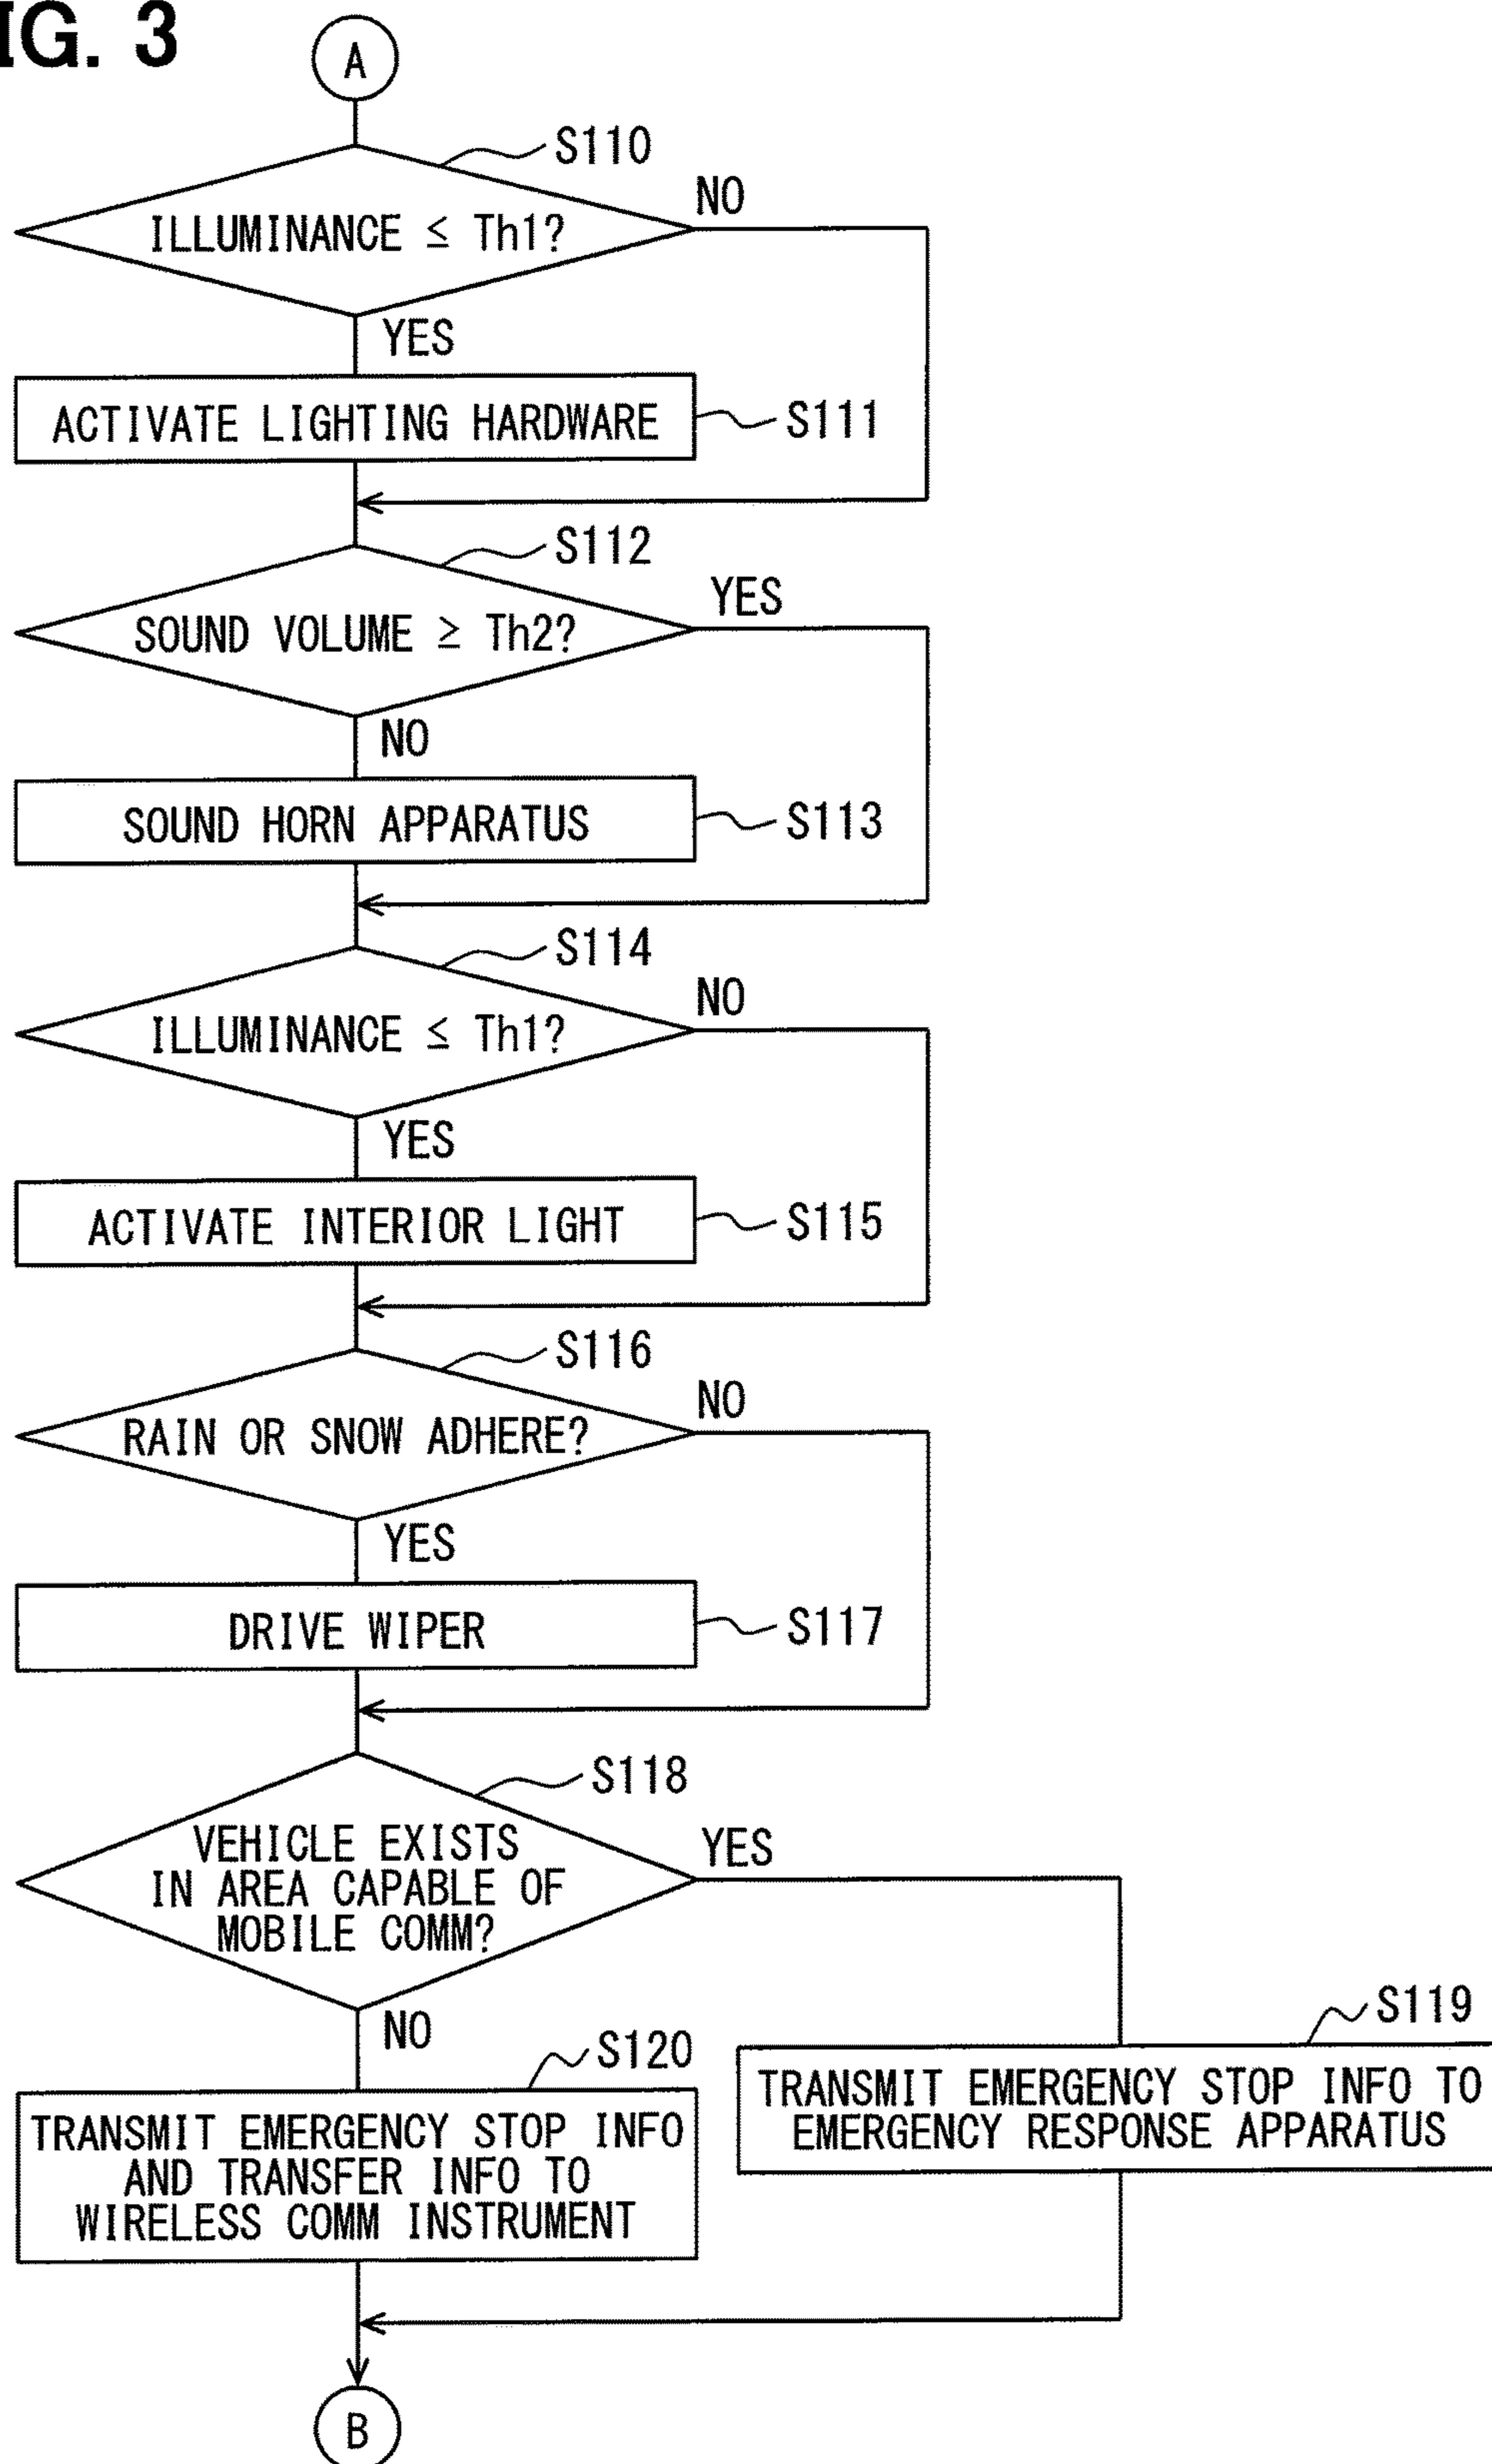 IG. 3
A
S110
ILLUMINANCE ≤ Th1?
NO
YES
ACTIVATE LIGHTING HARDWARE
S111
S112
SOUND VOLUME ≥ Th2?
YES
NO
SOUND HORN APPARATUS
S113
S114
ILLUMINANCE ≤ Th1?
NO
YES
ACTIVATE INTERIOR LIGHT
S115
S116
RAIN OR SNOW ADHERE?
NO
YES
DRIVE WIPER
S117
S118
VEHICLE EXISTS
IN AREA CAPABLE OF
MOBILE COMM?
YES
NO
S119
TRANSMIT EMERGENCY STOP INFO TO
EMERGENCY RESPONSE APPARATUS
S120
TRANSMIT EMERGENCY STOP INFO
AND TRANSFER INFO TO
WIRELESS COMM INSTRUMENT
B